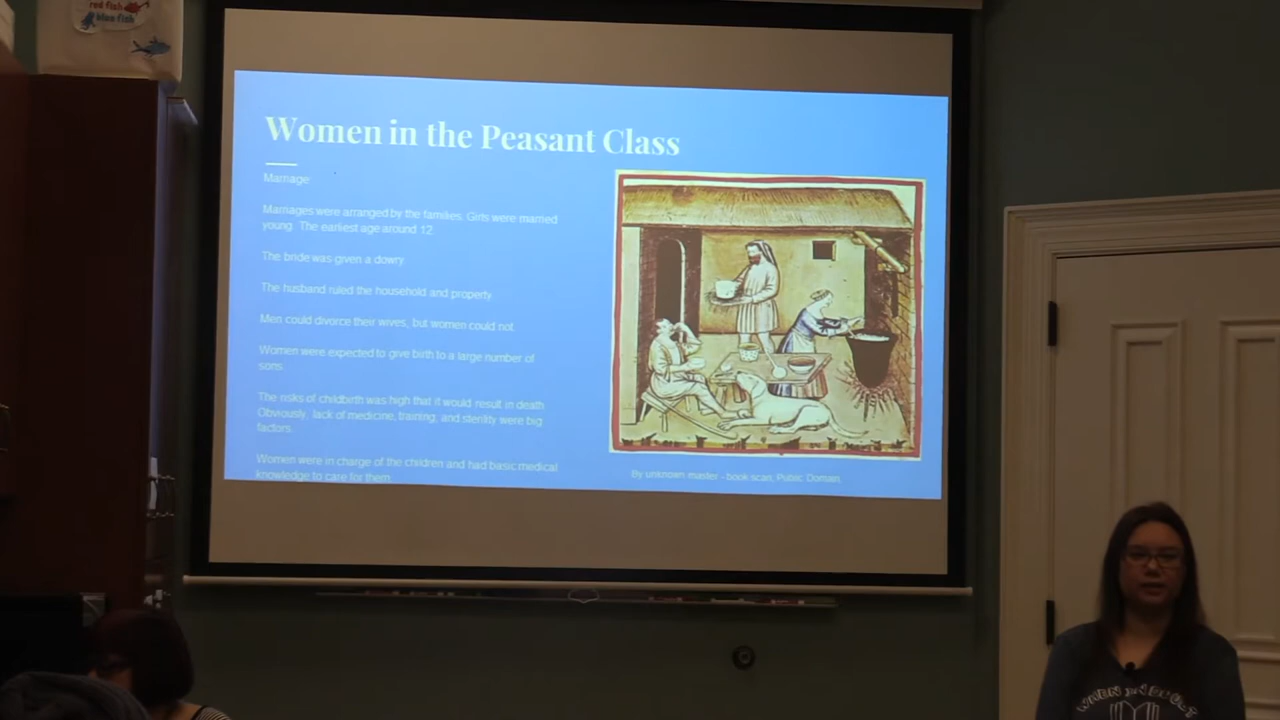 red fish
blue fish
Women in the Peasant Class
Marriage:
Marriages were arranged by the families. Girls were married
young. The earliest age around 12.
The bride was given a dowry.
The husband ruled the household and property.
Men could divorce their wives, but women could not.
Women were expected to give birth to a large number of
sons.
The risks of childbirth was high that it would result in death.
Obviously, lack of medicine, training, and sterility were big
factors.
Women were in charge of the children and had basic medical
knowledge to care for them.
By unknown master - book scan, Public Domain,
WHEN IN DOUBT